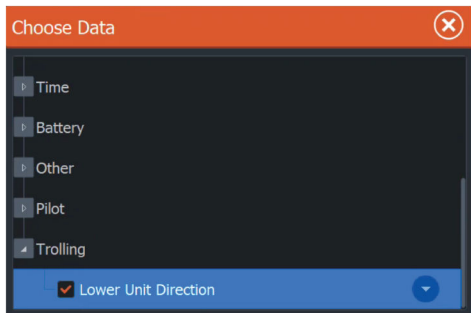 Choose Data
Time
Battery
Other
Pilot
Trolling
Lower Unit Direction